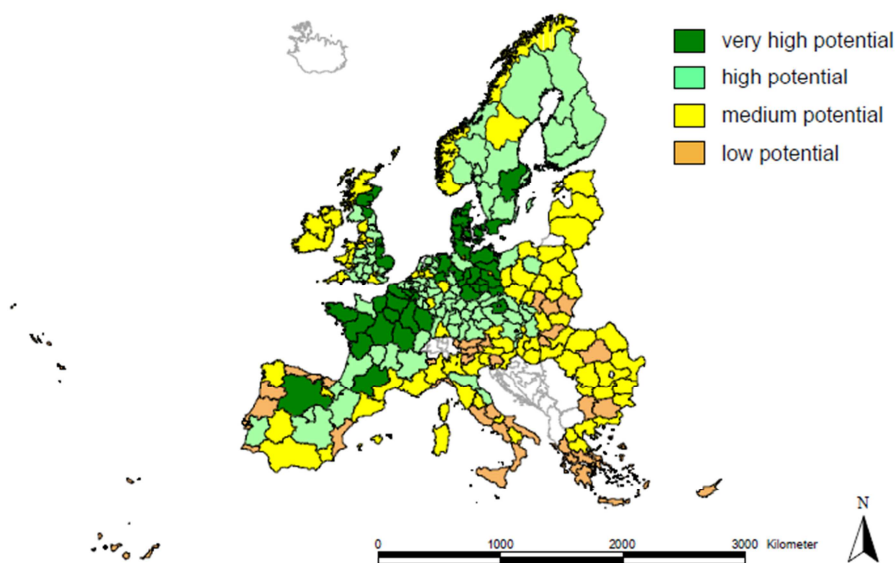 very high potential
high potential
medium potential
low potential
N
0 1000 2000 3000 Kilometer